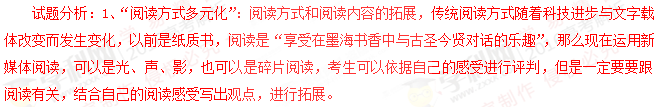 试题分析:1、“阅读方式多元化”:阅读方式和阅读内容的拓展,传统阅读方式随着科技进步与文字载
体改变而发生变化,以前是纸质书,阅读是“享受在墨海书香中与古圣今贤对话的乐趣”,那么现在运用新
媒体阅读,可以是光、声、影,也可以是碎片阅读,考生可以依据自己的感受进行评判,但是一定要要跟
阅读有关,结合自己的阅读感受写出观点,进行拓展。